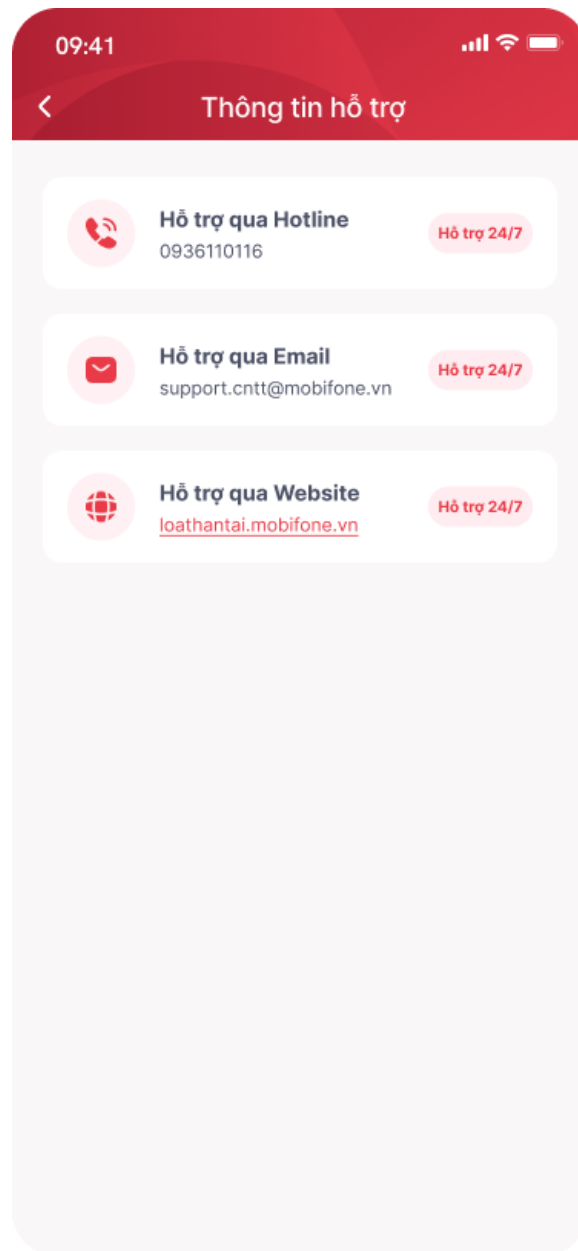 09:41
Thông tin hỗ trợ
Hỗ trợ qua Hotline
0936110116
Hỗ trợ 24/7
Hỗ trợ qua Email
support.cntt@mobifone.vn
Hỗ trợ 24/7
Hỗ trợ qua Website
loathantai.mobifone.vn
Hỗ trợ 24/7